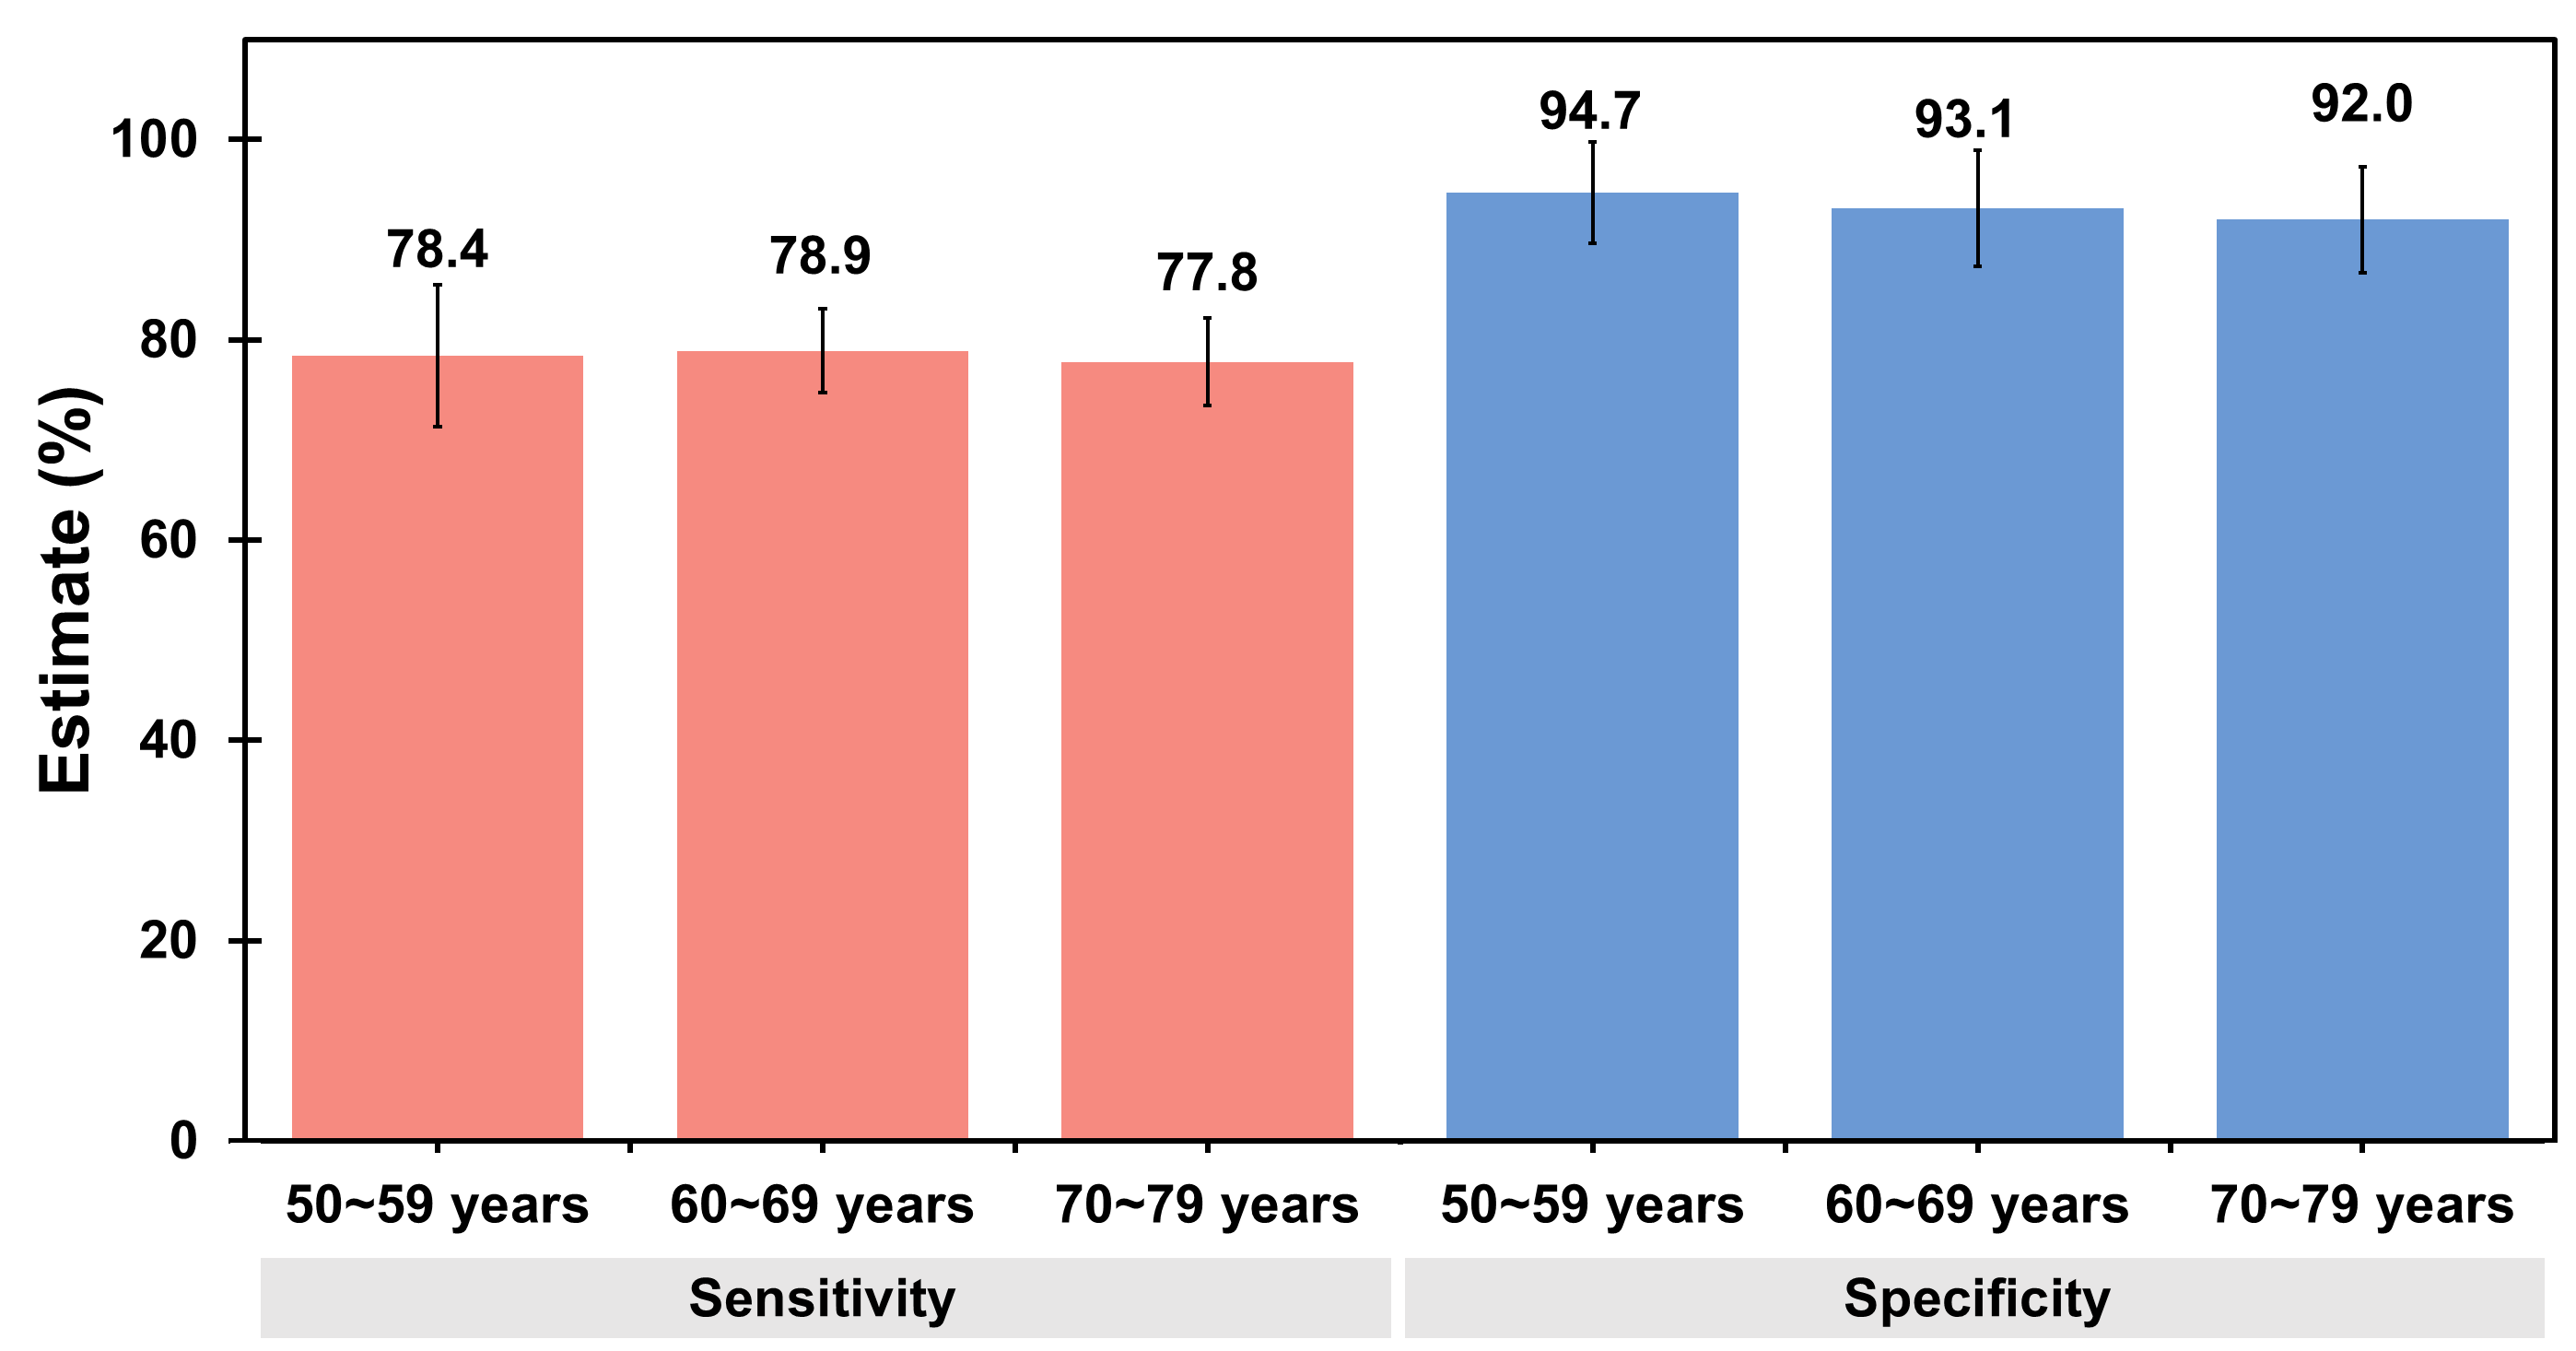 94.7
93.1
92.0
78.4
78.9
77.8
100
80
60
40
20
0
Estimate (%)
50~59 years
60~69 years
70~79 years
50~59 years
60~69 years
70~79 years
Sensitivity
Specificity